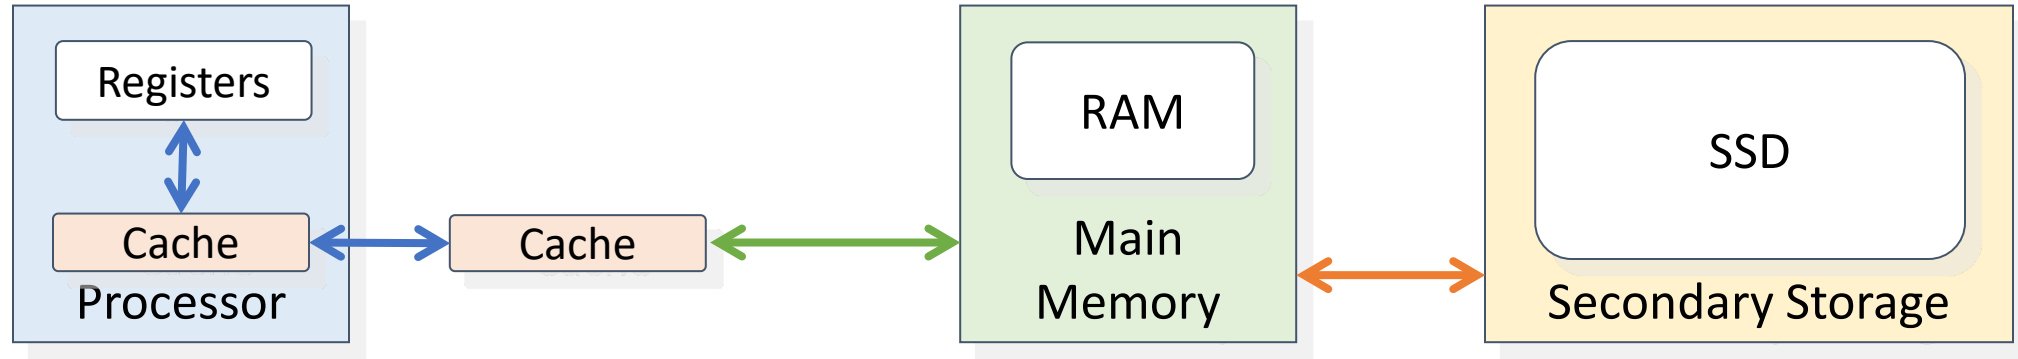 Registers
Cache
Processor
Cache
RAM
Main
Memory
SSD
Secondary Storage